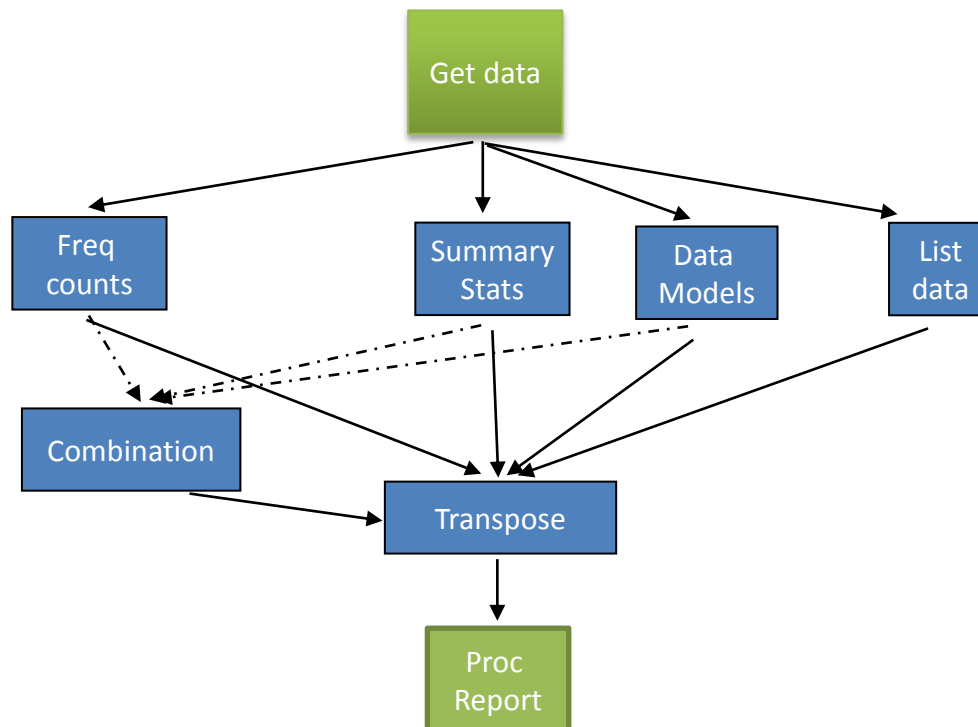 Get data
Freq
counts
Summary
Stats
Data
Models
List
data
Combination
Transpose
Proc
Report